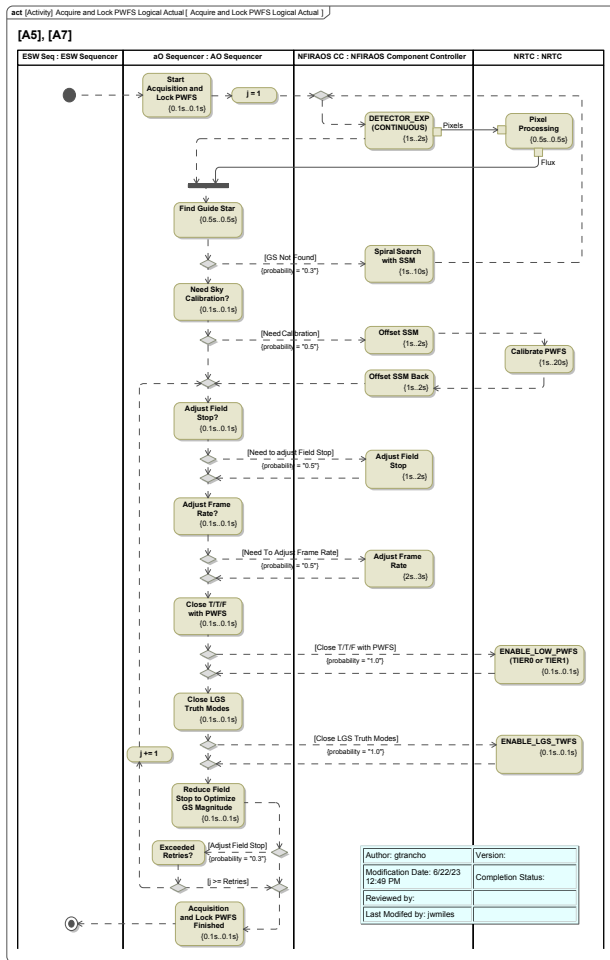 act [Activity] Acquire and Lock PWFS Logical Actual[ Acquire and Lock PWFS Logical Actual ]
[A5], [A7]
ESW Seq : ESW Sequencer
aO Sequencer : AO Sequencer
NFIRAOS CC : NFIRAOS Component Controller
NRTC : NRTC
Start
Acquisition and
Lock PWFS
{0.1s..0.1s}
j = 1
DETECTOR_EXP
(CONTINUOUS)
{1s..2s}
Pixels
Pixel
Processing
{0.5s..0.5s}
Flux
Find Guide Star
{0.5s..0.5s}
[GS Not Found]
{probability = "0.3"}
Spiral Search
with SSM
{1s..10s}
Need Sky
Calibration?
{0.1s..0.1s}
[Need Calibration]
{probability = "0.5"}
Offset SSM
{1s..2s}
Calibrate PWFS
{1s..20s}
Offset SSM Back
{1s..2s}
Adjust Field
Stop?
{0.1s..0.1s}
[Need to adjust Field Stop]
{probability = "0.5"}
Adjust Field
Stop
{1s..2s}
Adjust Frame
Rate?
{0.1s..0.1s}
[Need To Adjust Frame Rate]
{probability = "0.5"}
Adjust Frame
Rate
{2s..3s}
Close T/T/F
with PWFS
{0.1s..0.1s}
[Close T/T/F with PWFS]
{probability = "1.0"}
ENABLE_LOW_PWFS
(TIER0 or TIER1)
{0.1s..0.1s}
Close LGS
Truth Modes
{0.1s..0.1s}
[Close LGS Truth Modes]
{probability = "1.0"}
ENABLE_LGS_TWFS
{0.1s..0.1s}
j += 1
Reduce Field
Stop to Optimize
GS Magnitude
{0.1s..0.1s}
Exceeded
Retries?
[Adjust Field Stop]
{probability = "0.3"}
[j >= Retries]
Acquisition
and Lock PWFS
Finished
{0.1s..0.1s}
Author: gtrancho
Version:
Modification Date: 6/22/23
12:49 PM
Completion Status:
Reviewed by:
Last Modifed by: jwmiles